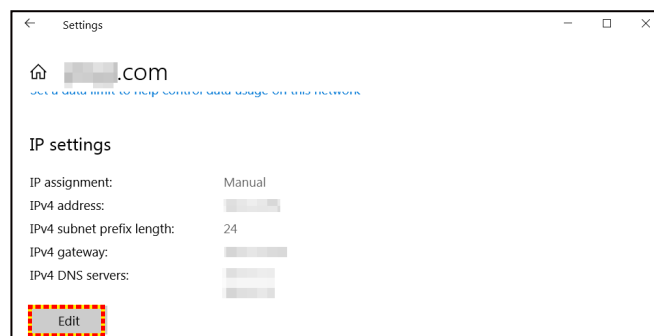 Settings
.com
Set a data limit to help control data usage on this network
IP settings
IP assignment: Manual
IPv4 address:
IPv4 subnet prefix length: 24
IPv4 gateway:
IPv4 DNS servers:
Edit